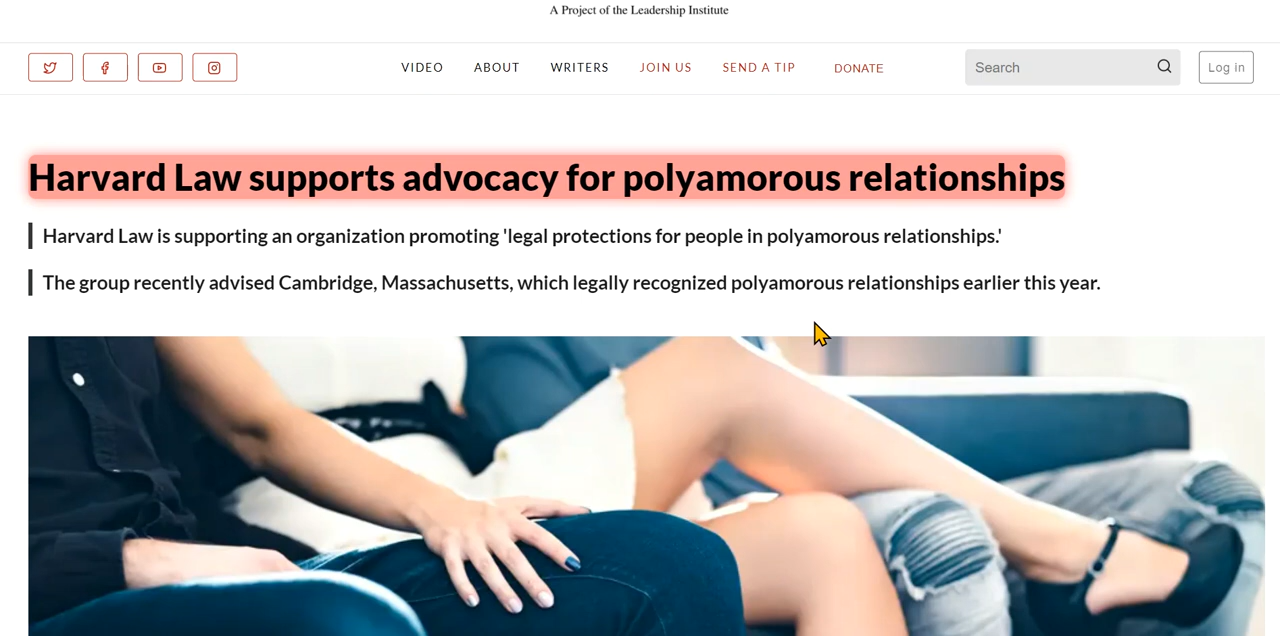 A Project of the Leadership Institute
VIDEO ABOUT WRITERS JOIN US SEND A TIP DONATE Search Log in
Harvard Law supports advocacy for polyamorous relationships
Harvard Law is supporting an organization promoting 'legal protections for people in polyamorous relationships.'
The group recently advised Cambridge, Massachusetts, which legally recognized polyamorous relationships earlier this year.